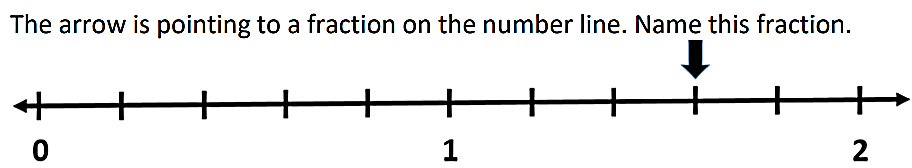 The arrow is pointing to a fraction on the number line. Name this fraction.
0 1 2